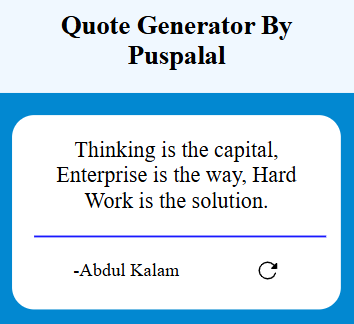 Quote Generator By
Puspalal
Thinking is the capital,
Enterprise is the way, Hard
Work is the solution.
-Abdul Kalam